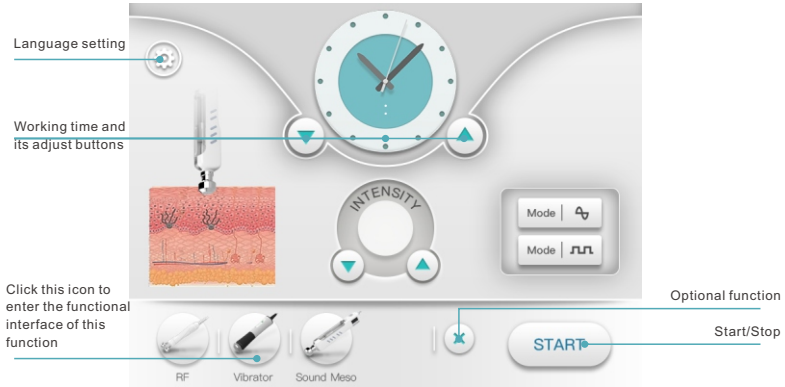 Language setting
Working time and
its adjust buttons
INTENSITY
Mode
Mode
Click this icon to
enter the functional
interface of this
function
Optional function
Start/Stop
START
RF
Vibrator
Sound Meso